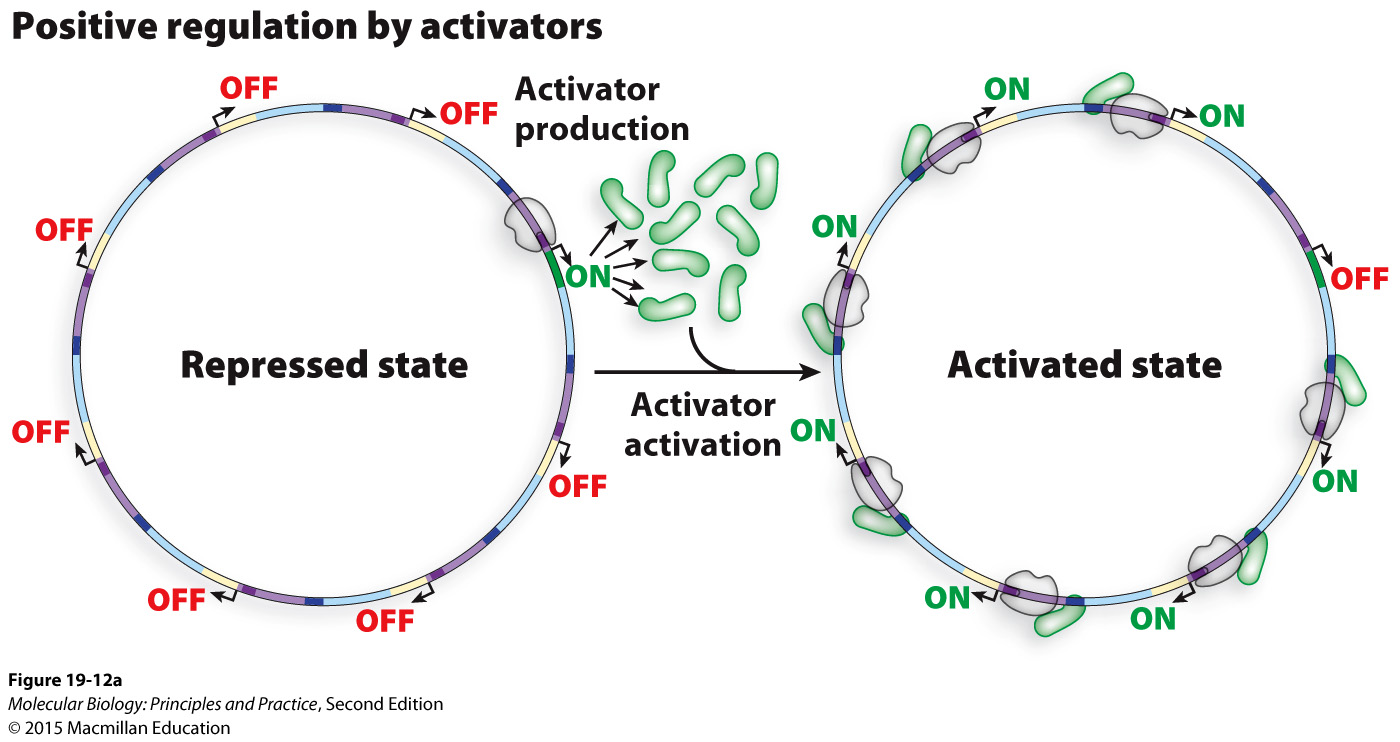 Positive regulation by activators
OFF
OFF
Activator
production
ON
ON
OFF
ON
ON
OFF
Repressed state
Activated state
Activator
activation
OFF
ON
OFF
ON
OFF
OFF
ON
ON
Figure 19-12a
Molecular Biology: Principles and Practice, Second Edition
© 2015 Macmillan Education